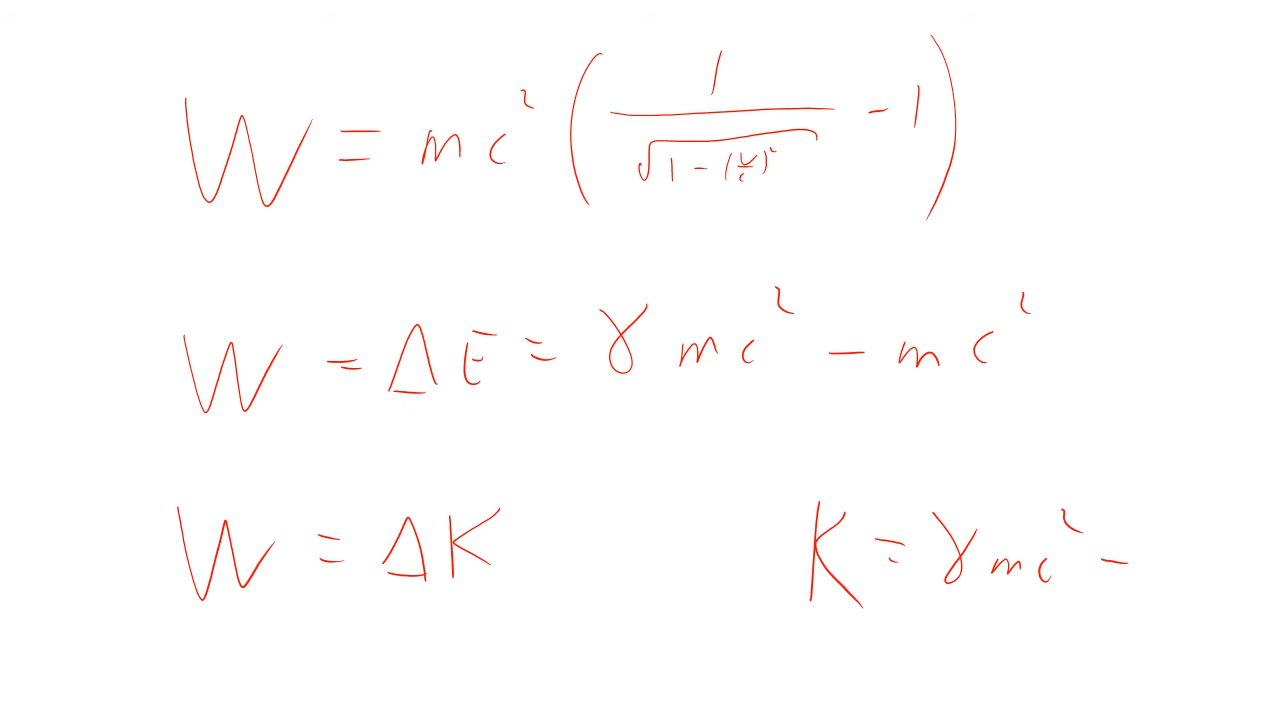 W = mc² (1/√(1 - (v/c)²) - 1)
W = ΔE = γmc² - mc²
W = ΔK K = γmc² -